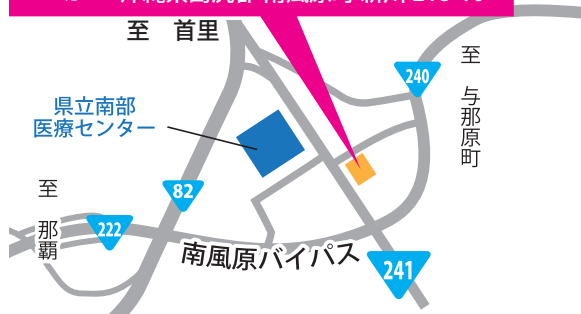 至 首里
240
至 与那原町
県立南部
医療センター
82
至 那覇
222
南風原バイパス
241